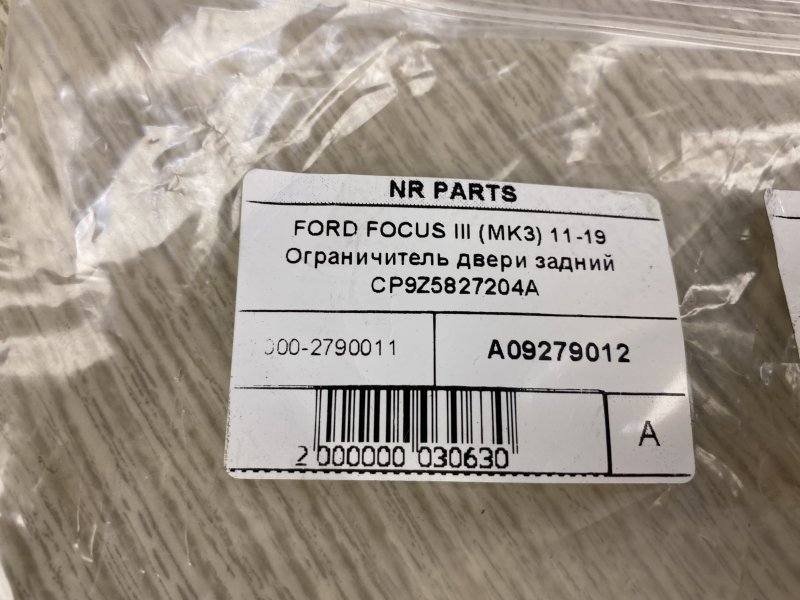 NR PARTS
FORD FOCUS III (MK3) 11-19
Ограничитель двери задний
CP9Z5827204A
000-2790011
A09279012
2 000000 030630
A